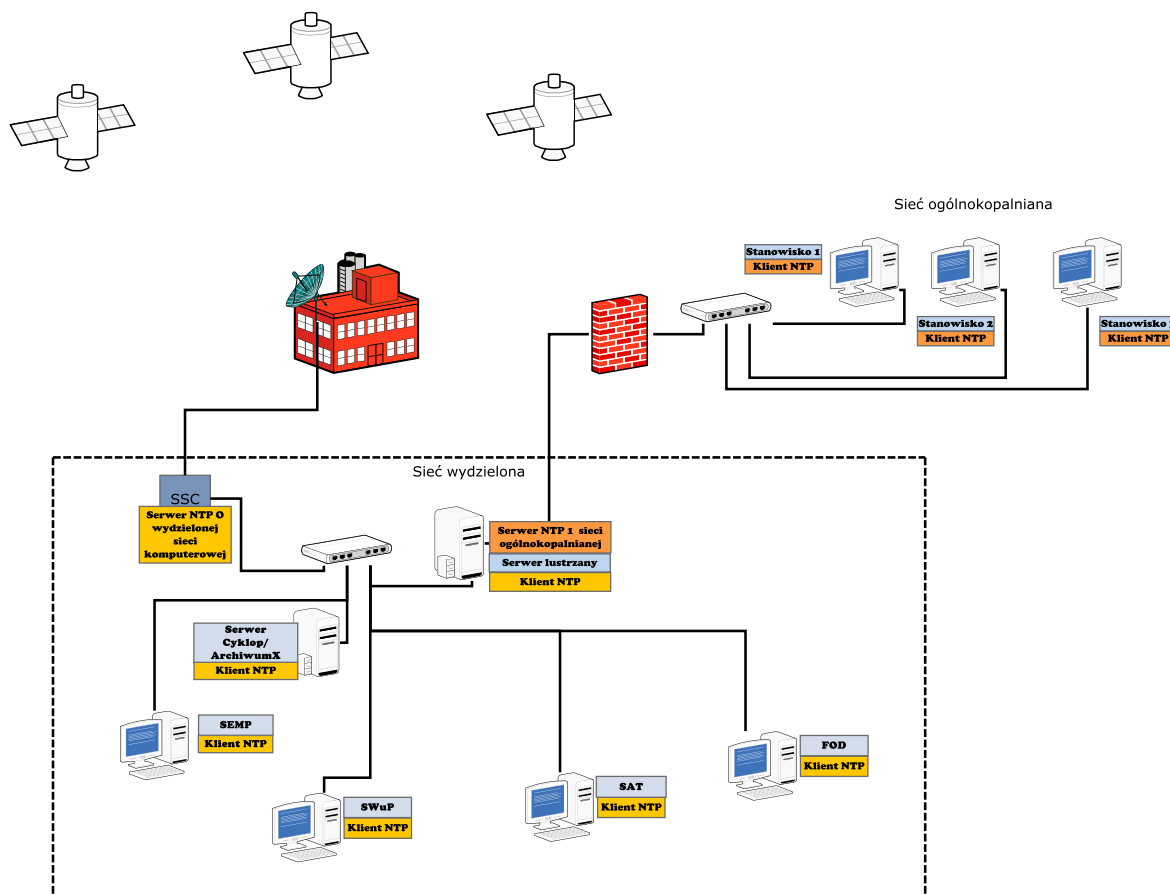 Sieć ogólnokopalniana
Stanowisko 1
Klient NTP
Stanowisko 2
Klient NTP
Stanowisko
Klient NTP
Sieć wydzielona
SSC
Serwer NTP 0
wydzielonej
sieci
komputerowej
Serwer NTP 1 sieci
ogólnokopalnianej
Serwer lustrzany
Klient NTP
Serwer
Cyklop/
ArchiwumX
Klient NTP
SEMP
Klient NTP
FOD
Klient NTP
SAT
Klient NTP
SWuP
Klient NTP